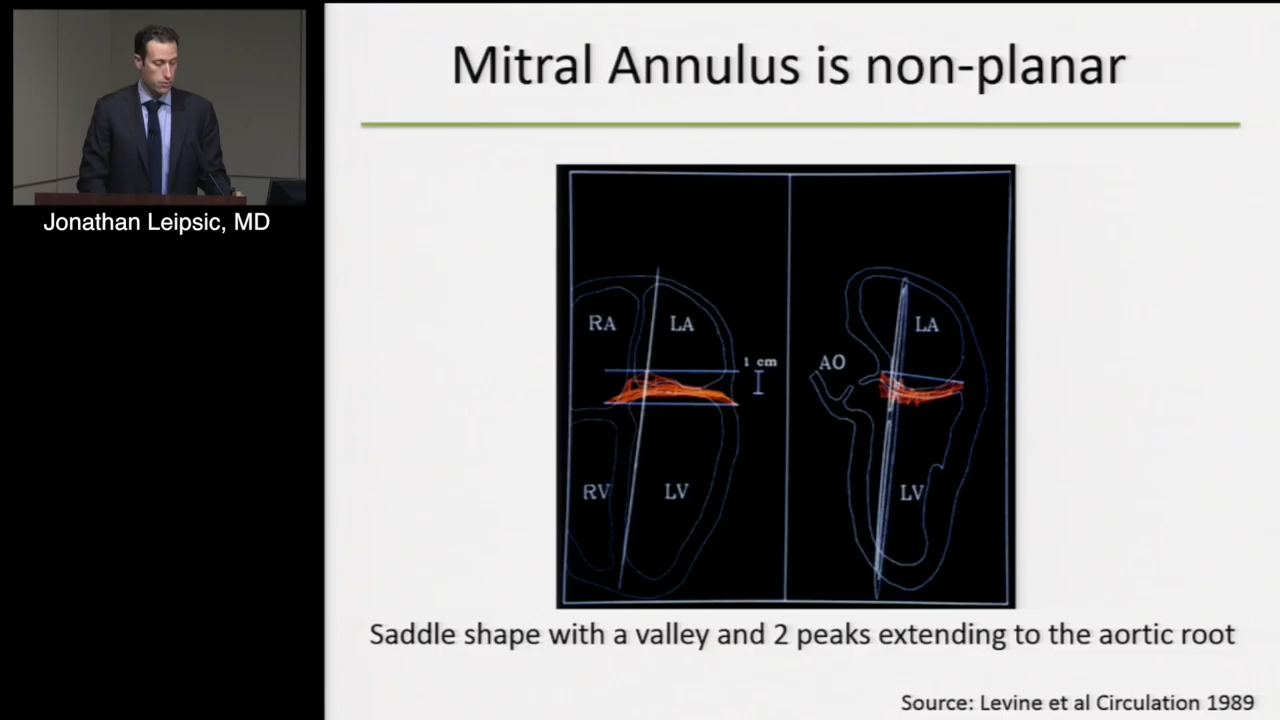 Jonathan Leipsic, MD
Mitral Annulus is non-planar
RA
LA
1 cm
RV
LV
AO
LA
LV
Saddle shape with a valley and 2 peaks extending to the aortic root
Source: Levine et al Circulation 1989